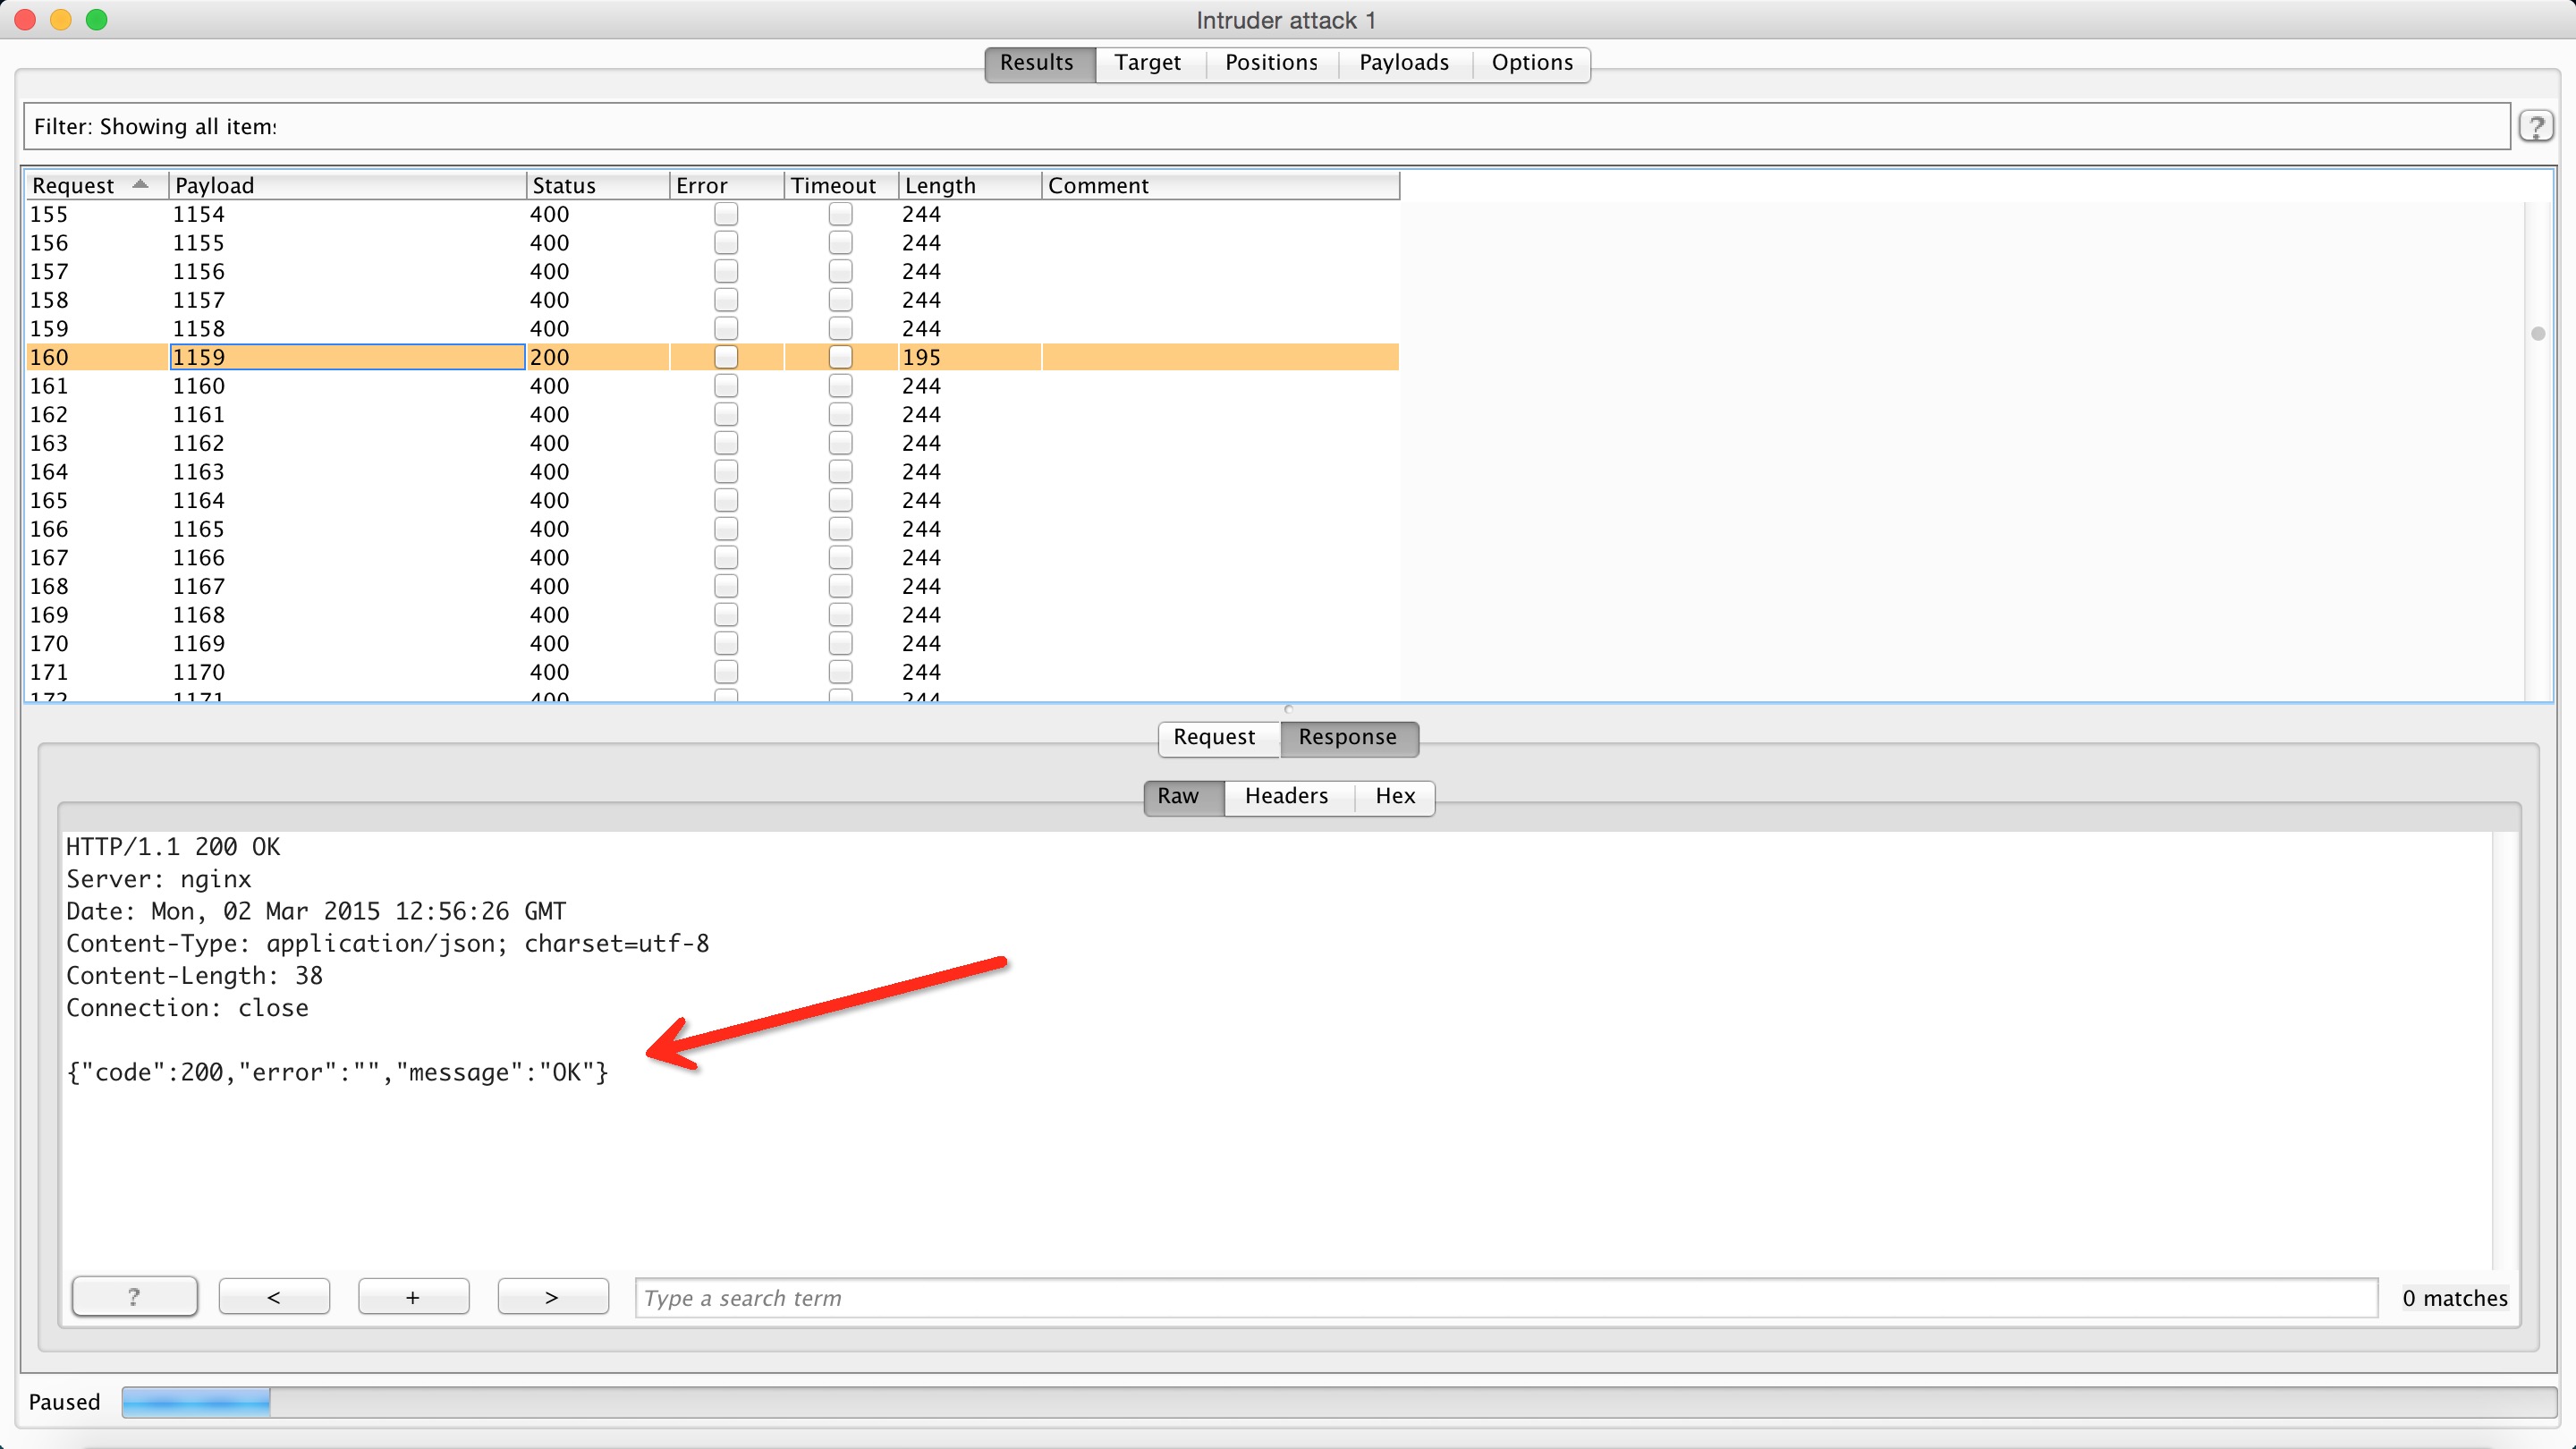 Intruder attack 1
Results Target Positions Payloads Options
Filter: Showing all items
?
Request Payload Status Error Timeout Length Comment
155 1154 400 244
156 1155 400 244
157 1156 400 244
158 1157 400 244
159 1158 400 244
160 1159 200 195
161 1160 400 244
162 1161 400 244
163 1162 400 244
164 1163 400 244
165 1164 400 244
166 1165 400 244
167 1166 400 244
168 1167 400 244
169 1168 400 244
170 1169 400 244
171 1170 400 244
172 1171 400 244
Request Response
Raw Headers Hex
HTTP/1.1 200 OK
Server: nginx
Date: Mon, 02 Mar 2015 12:56:26 GMT
Content-Type: application/json; charset=utf-8
Content-Length: 38
Connection: close
{"code":200,"error":"","message":"OK"}
? < + > Type a search term 0 matches
Paused